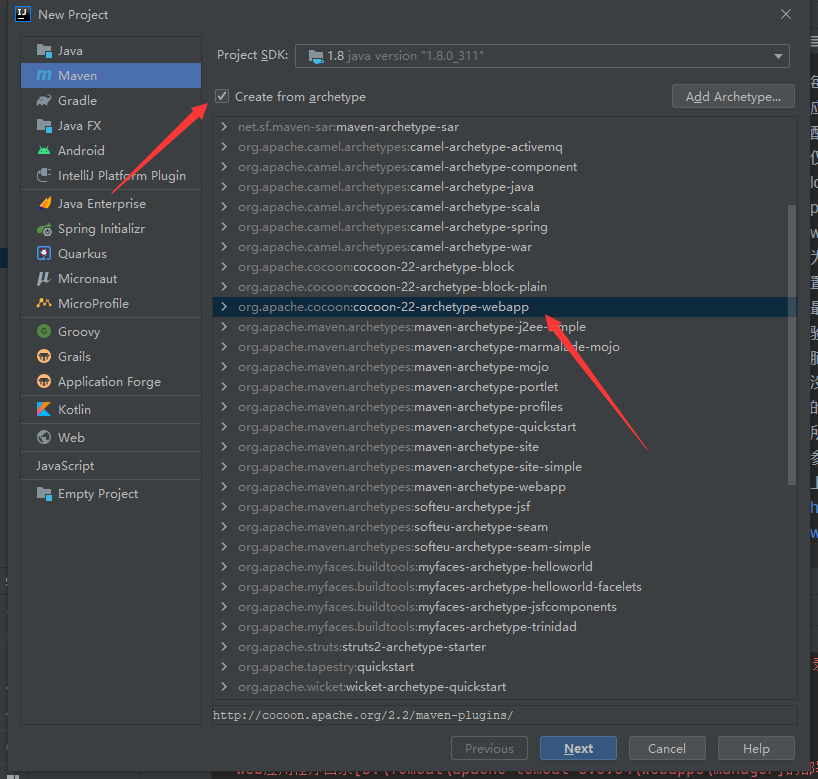 New Project
Java
Maven
Gradle
Java FX
Android
IntelliJ Platform Plugin
Java Enterprise
Spring Initializr
Quarkus
Micronaut
MicroProfile
Groovy
Grails
Application Forge
Kotlin
Web
JavaScript
Empty Project
Project SDK: 1.8 java version "1.8.0_311"
Create from archetype
Add Archetype...
net.sf.maven-sar:maven-archetype-sar
org.apache.camel.archetypes:camel-archetype-activemq
org.apache.camel.archetypes:camel-archetype-component
org.apache.camel.archetypes:camel-archetype-java
org.apache.camel.archetypes:camel-archetype-scala
org.apache.camel.archetypes:camel-archetype-spring
org.apache.camel.archetypes:camel-archetype-war
org.apache.cocoon:cocoon-22-archetype-block
org.apache.cocoon:cocoon-22-archetype-block-plain
org.apache.cocoon:cocoon-22-archetype-webapp
org.apache.maven.archetypes:maven-archetype-j2ee-simple
org.apache.maven.archetypes:maven-archetype-marmalade-mojo
org.apache.maven.archetypes:maven-archetype-mojo
org.apache.maven.archetypes:maven-archetype-portlet
org.apache.maven.archetypes:maven-archetype-profiles
org.apache.maven.archetypes:maven-archetype-quickstart
org.apache.maven.archetypes:maven-archetype-site
org.apache.maven.archetypes:maven-archetype-site-simple
org.apache.maven.archetypes:maven-archetype-webapp
org.apache.maven.archetypes:softeu-archetype-jsf
org.apache.maven.archetypes:softeu-archetype-seam
org.apache.maven.archetypes:softeu-archetype-seam-simple
org.apache.myfaces.buildtools:myfaces-archetype-helloworld
org.apache.myfaces.buildtools:myfaces-archetype-helloworld-facelets
org.apache.myfaces.buildtools:myfaces-archetype-jsfcomponents
org.apache.myfaces.buildtools:myfaces-archetype-trinidad
org.apache.struts:struts2-archetype-starter
org.apache.tapestry:quickstart
org.apache.wicket:wicket-archetype-quickstart
http://cocoon.apache.org/2.2/maven-plugins/
Previous
Next
Cancel
Help